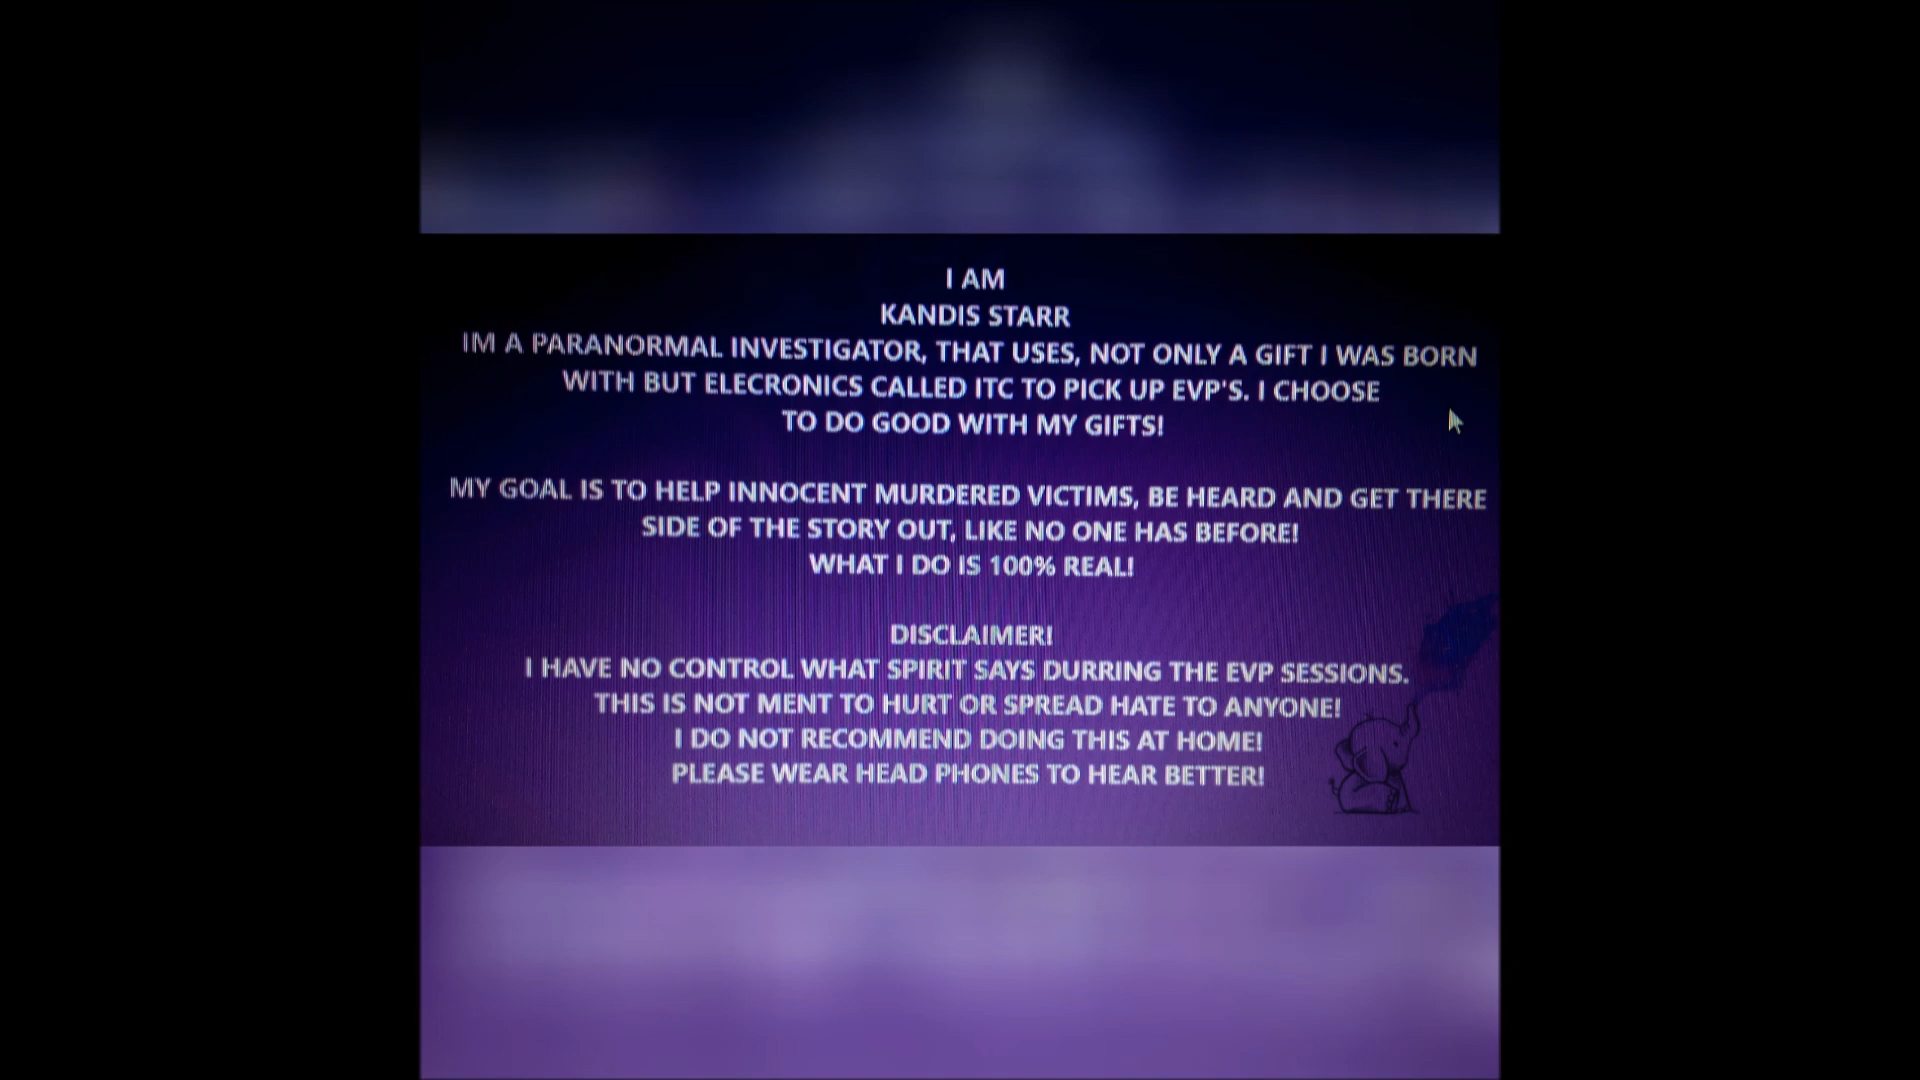 I AM
KANDIS STARR
IM A PARANORMAL INVESTIGATOR, THAT USES, NOT ONLY A GIFT I WAS BORN
WITH BUT ELECRONICS CALLED ITC TO PICK UP EVP'S. I CHOOSE
TO DO GOOD WITH MY GIFTS!
MY GOAL IS TO HELP INNOCENT MURDERED VICTIMS, BE HEARD AND GET THERE
SIDE OF THE STORY OUT, LIKE NO ONE HAS BEFORE!
WHAT I DO IS 100% REAL!
DISCLAIMER!
I HAVE NO CONTROL WHAT SPIRIT SAYS DURRING THE EVP SESSIONS.
THIS IS NOT MENT TO HURT OR SPREAD HATE TO ANYONE!
I DO NOT RECOMMEND DOING THIS AT HOME!
PLEASE WEAR HEAD PHONES TO HEAR BETTER!